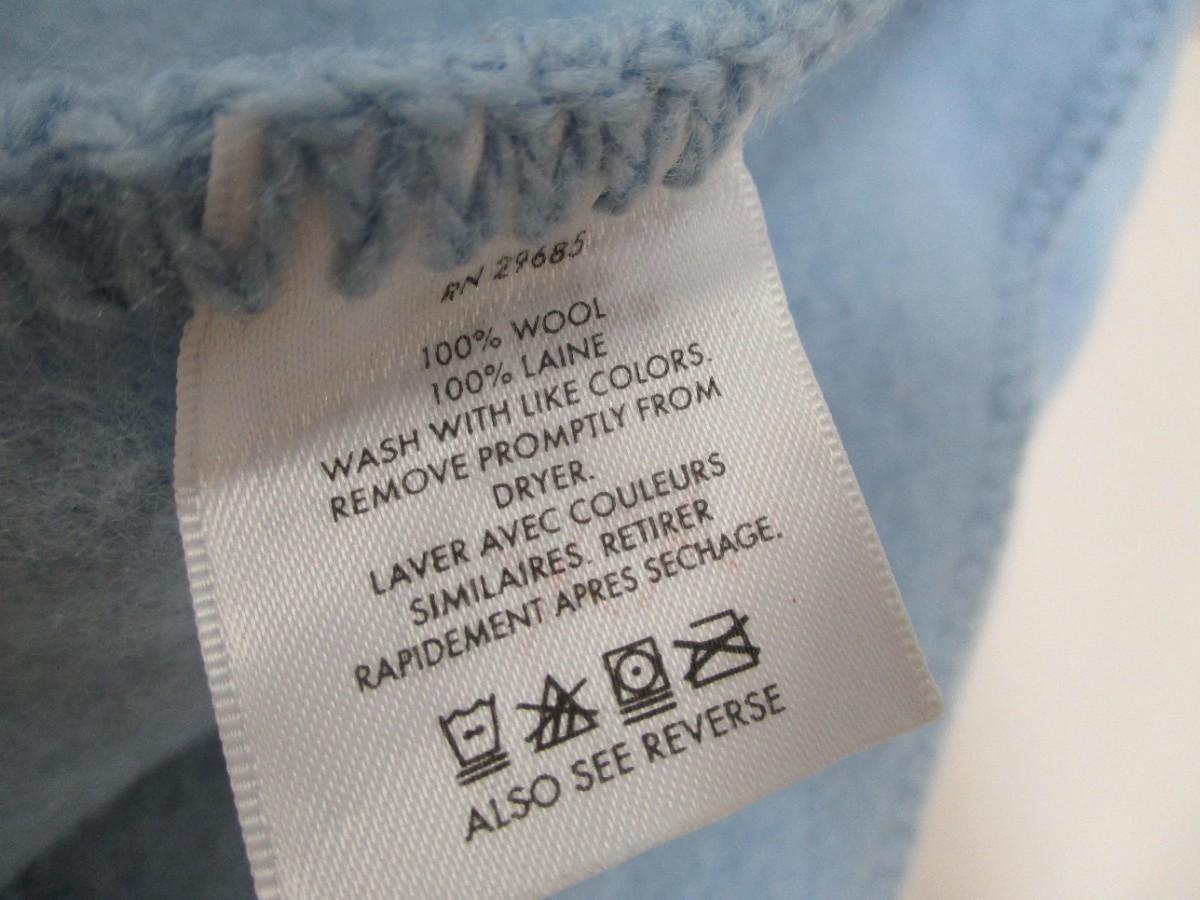 RN 29685
100% WOOL
100% LAINE
WASH WITH LIKE COLORS.
REMOVE PROMPTLY FROM
DRYER.
LAVER AVEC COULEURS
SIMILAIRES. RETIRER
RAPIDEMENT APRES SECHAGE.
ALSO SEE REVERSE